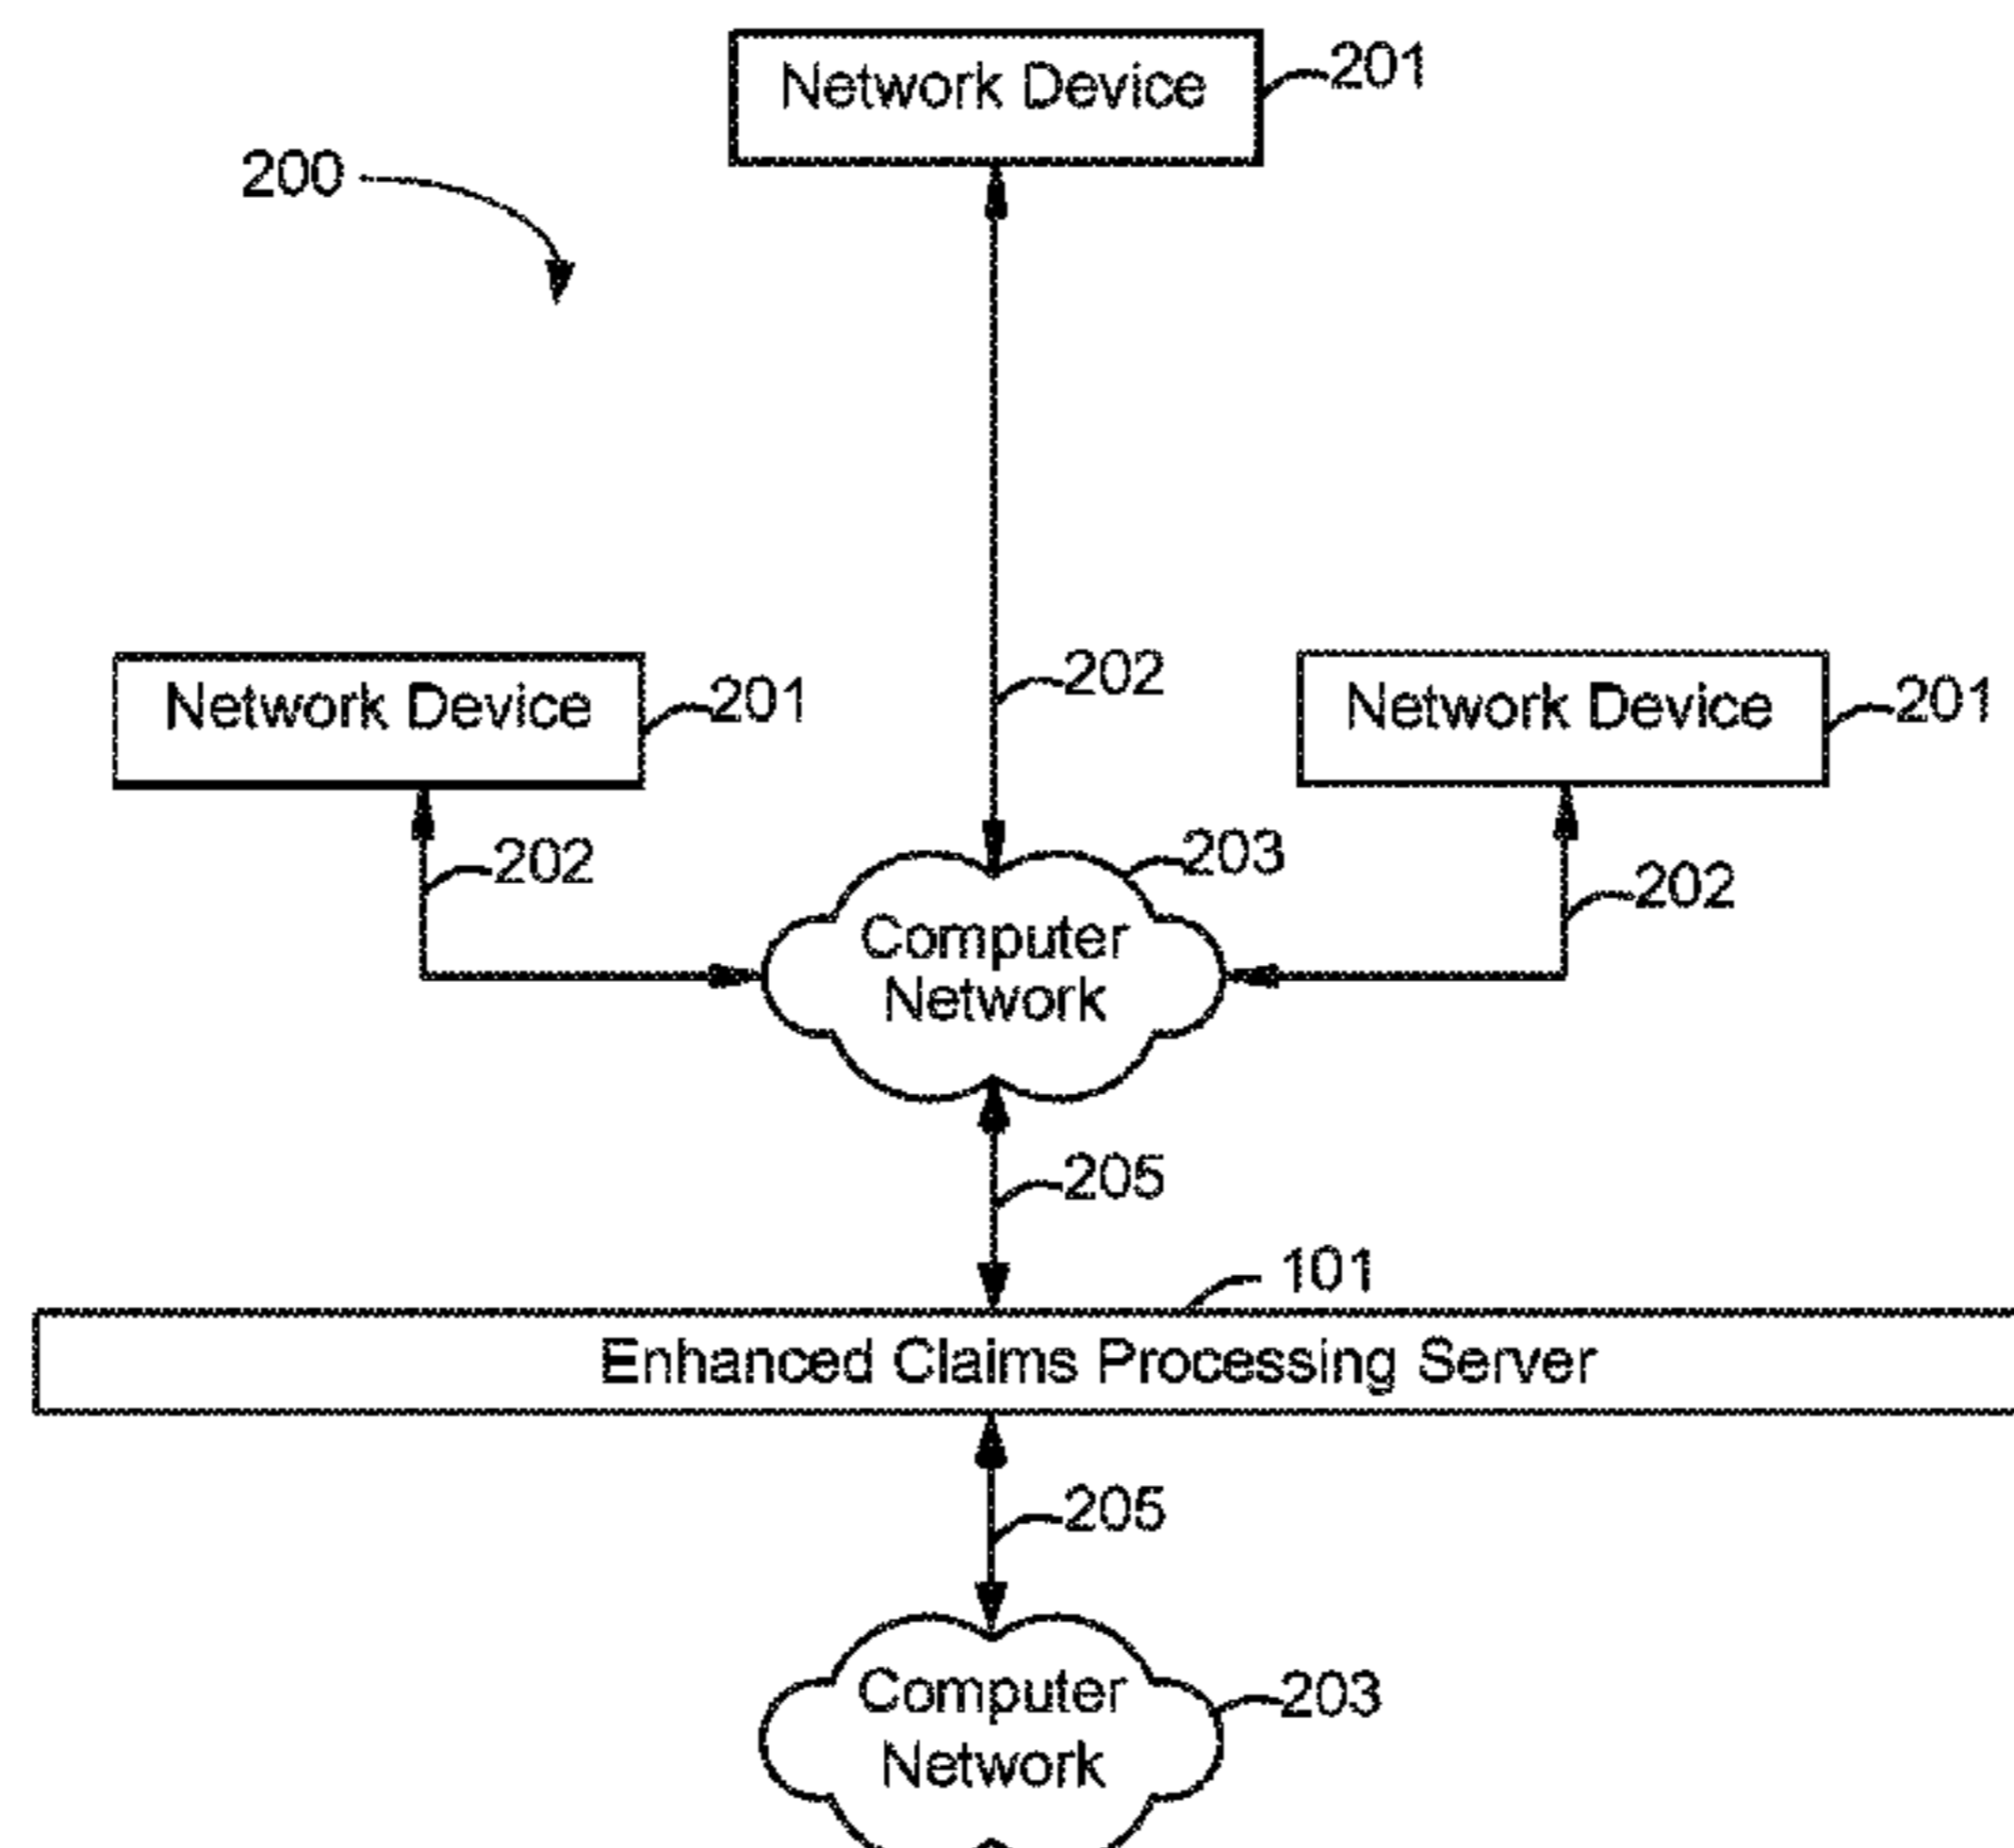 Network Device
201
200
202
Network Device
201
Network Device
201
202
203
202
Computer
Network
205
101
Enhanced Claims Processing Server
205
Computer
Network
203